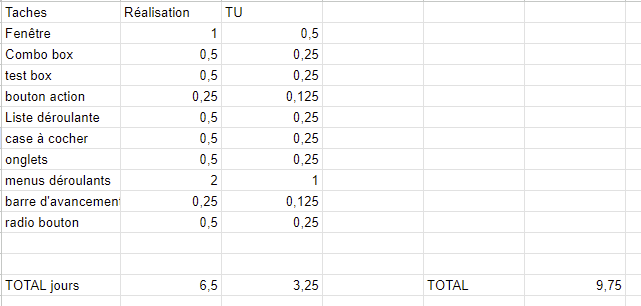 Taches Réalisation TU
Fenêtre 1 0,5
Combo box 0,5 0,25
test box 0,5 0,25
bouton action 0,25 0,125
Liste déroulante 0,5 0,25
case à cocher 0,5 0,25
onglets 0,5 0,25
menus déroulants 2 1
barre d'avancement 0,25 0,125
radio bouton 0,5 0,25
TOTAL jours 6,5 3,25 TOTAL 9,75